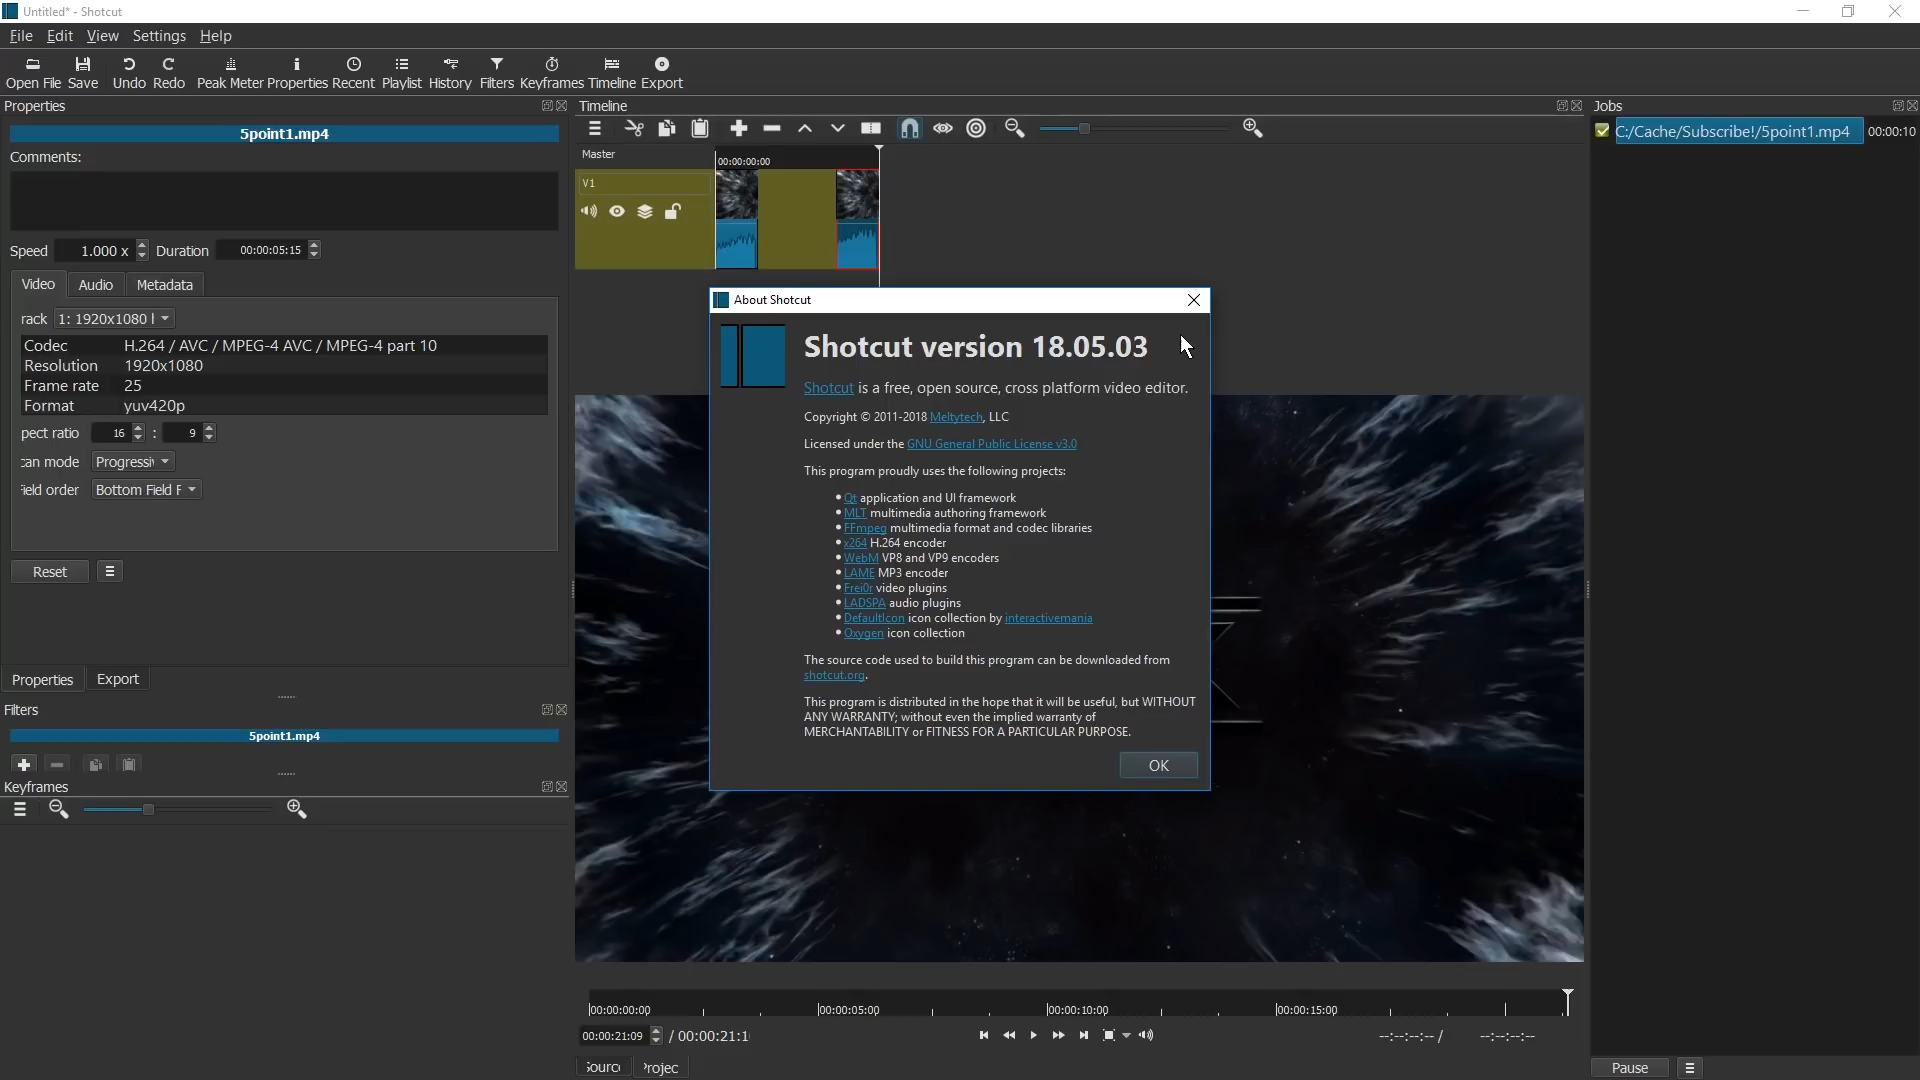 Untitled* - Shotcut
File Edit View Settings Help
Open File Save Undo Redo Peak Meter Properties Recent Playlist History Filters Keyframes Timeline Export
Properties
5point1.mp4
Comments:
Speed 1.000 x Duration 00:00:05:15
Video Audio Metadata
rack 1: 1920x1080
Codec H.264 / AVC / MPEG-4 AVC / MPEG-4 part 10
Resolution 1920x1080
Frame rate 25
Format yuv420p
pect ratio 16 : 9
can mode Progressiv
ield order Bottom Field F
Reset
Properties Export
Filters
5point1.mp4
Keyframes
Timeline
Master
00:00:00:00
V1
About Shotcut
Shotcut version 18.05.03
Shotcut is a free, open source, cross platform video editor.
Copyright © 2011-2018 Meltytech, LLC
Licensed under the GNU General Public License v3.0
This program proudly uses the following projects:
• Qt application and UI framework
• MLT multimedia authoring framework
• FFmpeg multimedia format and codec libraries
• x264 H.264 encoder
• WebM VP8 and VP9 encoders
• LAME MP3 encoder
• Frei0r video plugins
• LADSPA audio plugins
• DefaultIcon icon collection by interactivemania
• Oxygen icon collection
The source code used to build this program can be downloaded from
shotcut.org.
This program is distributed in the hope that it will be useful, but WITHOUT
ANY WARRANTY; without even the implied warranty of
MERCHANTABILITY or FITNESS FOR A PARTICULAR PURPOSE.
OK
00:00:00:00 00:00:05:00 00:00:10:00 00:00:15:00
00:00:21:09 / 00:00:21:1
--:--:--:-- / --:--:--:--
Sourc Projec
Jobs
C:/Cache/Subscribe!/5point1.mp4 00:00:10
Pause